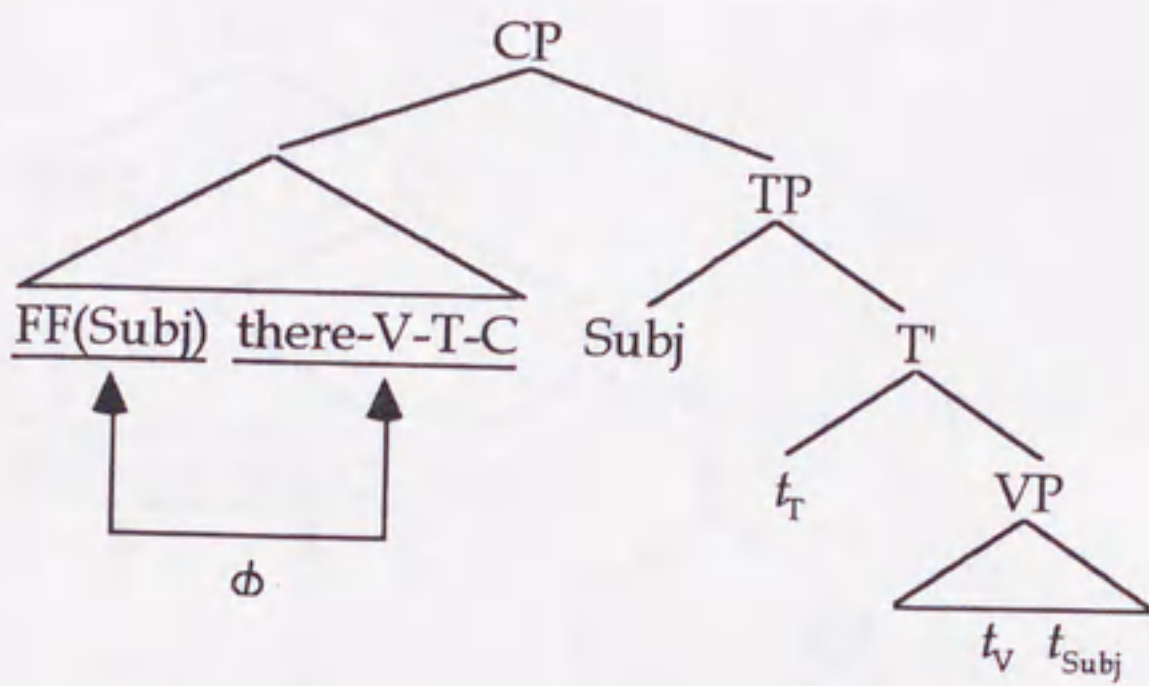 CP
TP
FF(Subj) there-V-T-C Subj T'
t_T VP
ϕ
t_V t_Subj